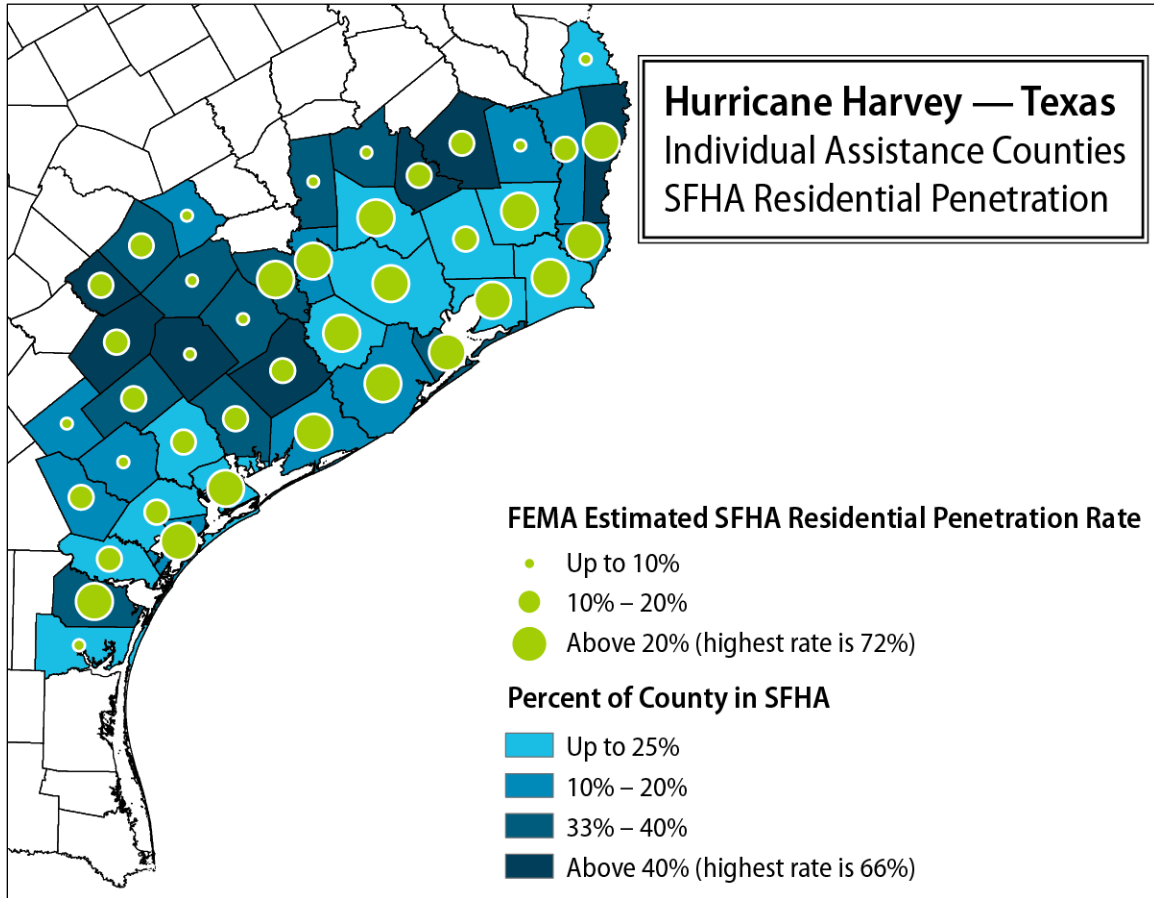 Hurricane Harvey — Texas
Individual Assistance Counties
SFHA Residential Penetration
FEMA Estimated SFHA Residential Penetration Rate
Up to 10%
10% – 20%
Above 20% (highest rate is 72%)
Percent of County in SFHA
Up to 25%
10% – 20%
33% – 40%
Above 40% (highest rate is 66%)